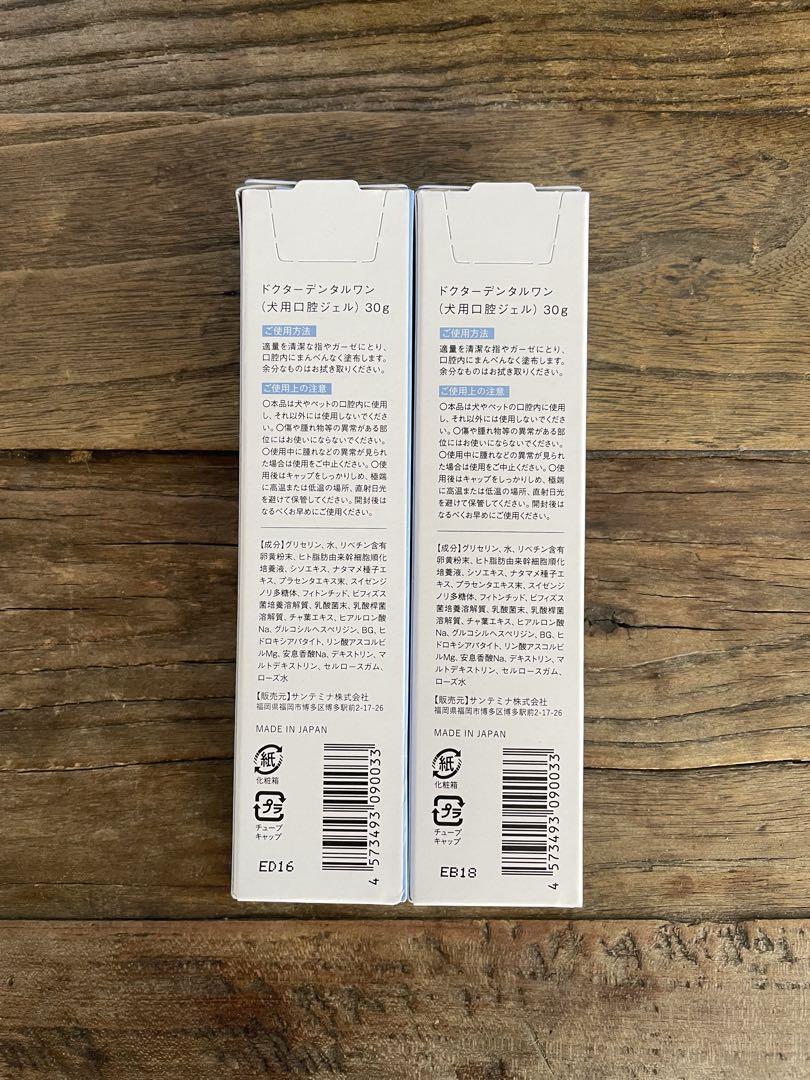 ドクターデンタルワン
(犬用口腔ジェル) 30g
ご使用方法
適量を清潔な指やガーゼにとり、
口腔内にまんべんなく塗布します。
余分なものはお拭き取りください。
ご使用上の注意
○本品は犬やペットの口腔内に使用
し、それ以外には使用しないでくださ
い。○傷や腫れ物等の異常がある部
位にはお使いにならないでください。
○使用中に腫れなどの異常が見られ
た場合は使用をご中止ください。○使
用後はキャップをしっかりしめ、極端
に高温または低温の場所、直射日光
を避けて保管してください。開封後は
なるべくお早めにご使用ください。
【成分】グリセリン、水、リベチン含有
卵黄粉末、ヒト脂肪由来幹細胞順化
培養液、シソエキス、ナタマメ種子エ
キス、プラセンタエキス末、スイゼンジ
ノリ多糖体、フィトンチッド、ビフィズス
菌培養溶解質、乳酸菌末、乳酸桿菌
溶解質、チャ葉エキス、ヒアルロン酸
Na、グルコシルヘスペリジン、BG、ヒ
ドロキシアパタイト、リン酸アスコルビ
ルMg、安息香酸Na、デキストリン、マ
ルトデキストリン、セルロースガム、
ローズ水
【販売元】サンテミナ株式会社
福岡県福岡市博多区博多駅前2-17-26
MADE IN JAPAN
紙
化粧箱
プラ
チューブ
キャップ
ED16
4 573493 090033
ドクターデンタルワン
(犬用口腔ジェル) 30g
ご使用方法
適量を清潔な指やガーゼにとり、
口腔内にまんべんなく塗布します。
余分なものはお拭き取りください。
ご使用上の注意
○本品は犬やペットの口腔内に使用
し、それ以外には使用しないでくださ
い。○傷や腫れ物等の異常がある部
位にはお使いにならないでください。
○使用中に腫れなどの異常が見られ
た場合は使用をご中止ください。○使
用後はキャップをしっかりしめ、極端
に高温または低温の場所、直射日光
を避けて保管してください。開封後は
なるべくお早めにご使用ください。
【成分】グリセリン、水、リベチン含有
卵黄粉末、ヒト脂肪由来幹細胞順化
培養液、シソエキス、ナタマメ種子エ
キス、プラセンタエキス末、スイゼンジ
ノリ多糖体、フィトンチッド、ビフィズス
菌培養溶解質、乳酸菌末、乳酸桿菌
溶解質、チャ葉エキス、ヒアルロン酸
Na、グルコシルヘスペリジン、BG、ヒ
ドロキシアパタイト、リン酸アスコルビ
ルMg、安息香酸Na、デキストリン、マ
ルトデキストリン、セルロースガム、
ローズ水
【販売元】サンテミナ株式会社
福岡県福岡市博多区博多駅前2-17-26
MADE IN JAPAN
紙
化粧箱
プラ
チューブ
キャップ
EB18
4 573493 090033